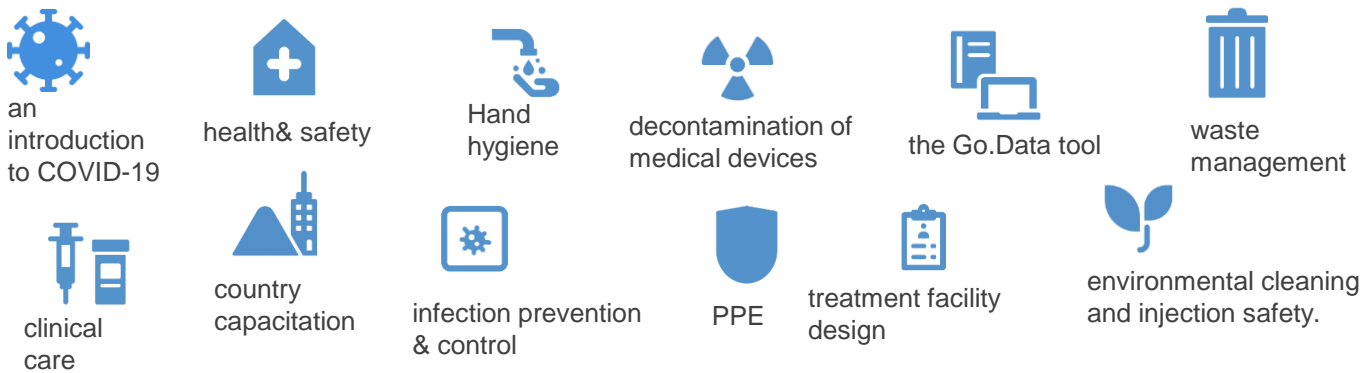 an
introduction
to COVID-19
health& safety
Hand
hygiene
decontamination of
medical devices
the Go.Data tool
waste
management
clinical
care
country
capacitation
infection prevention
& control
PPE
treatment facility
design
environmental cleaning
and injection safety.